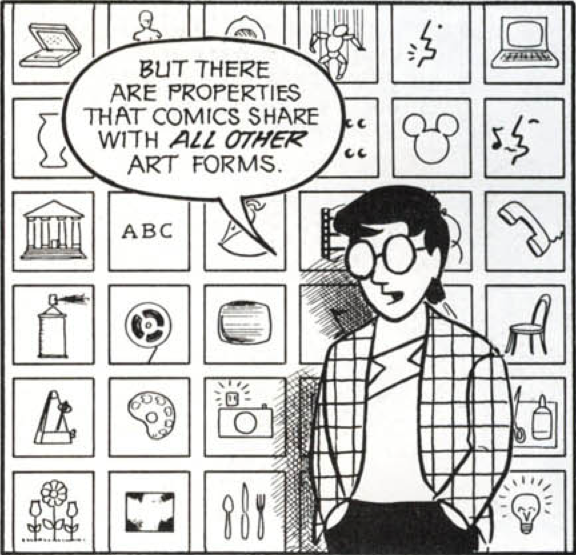 BUT THERE
ARE PROPERTIES
THAT COMICS SHARE
WITH ALL OTHER
ART FORMS.
ABC